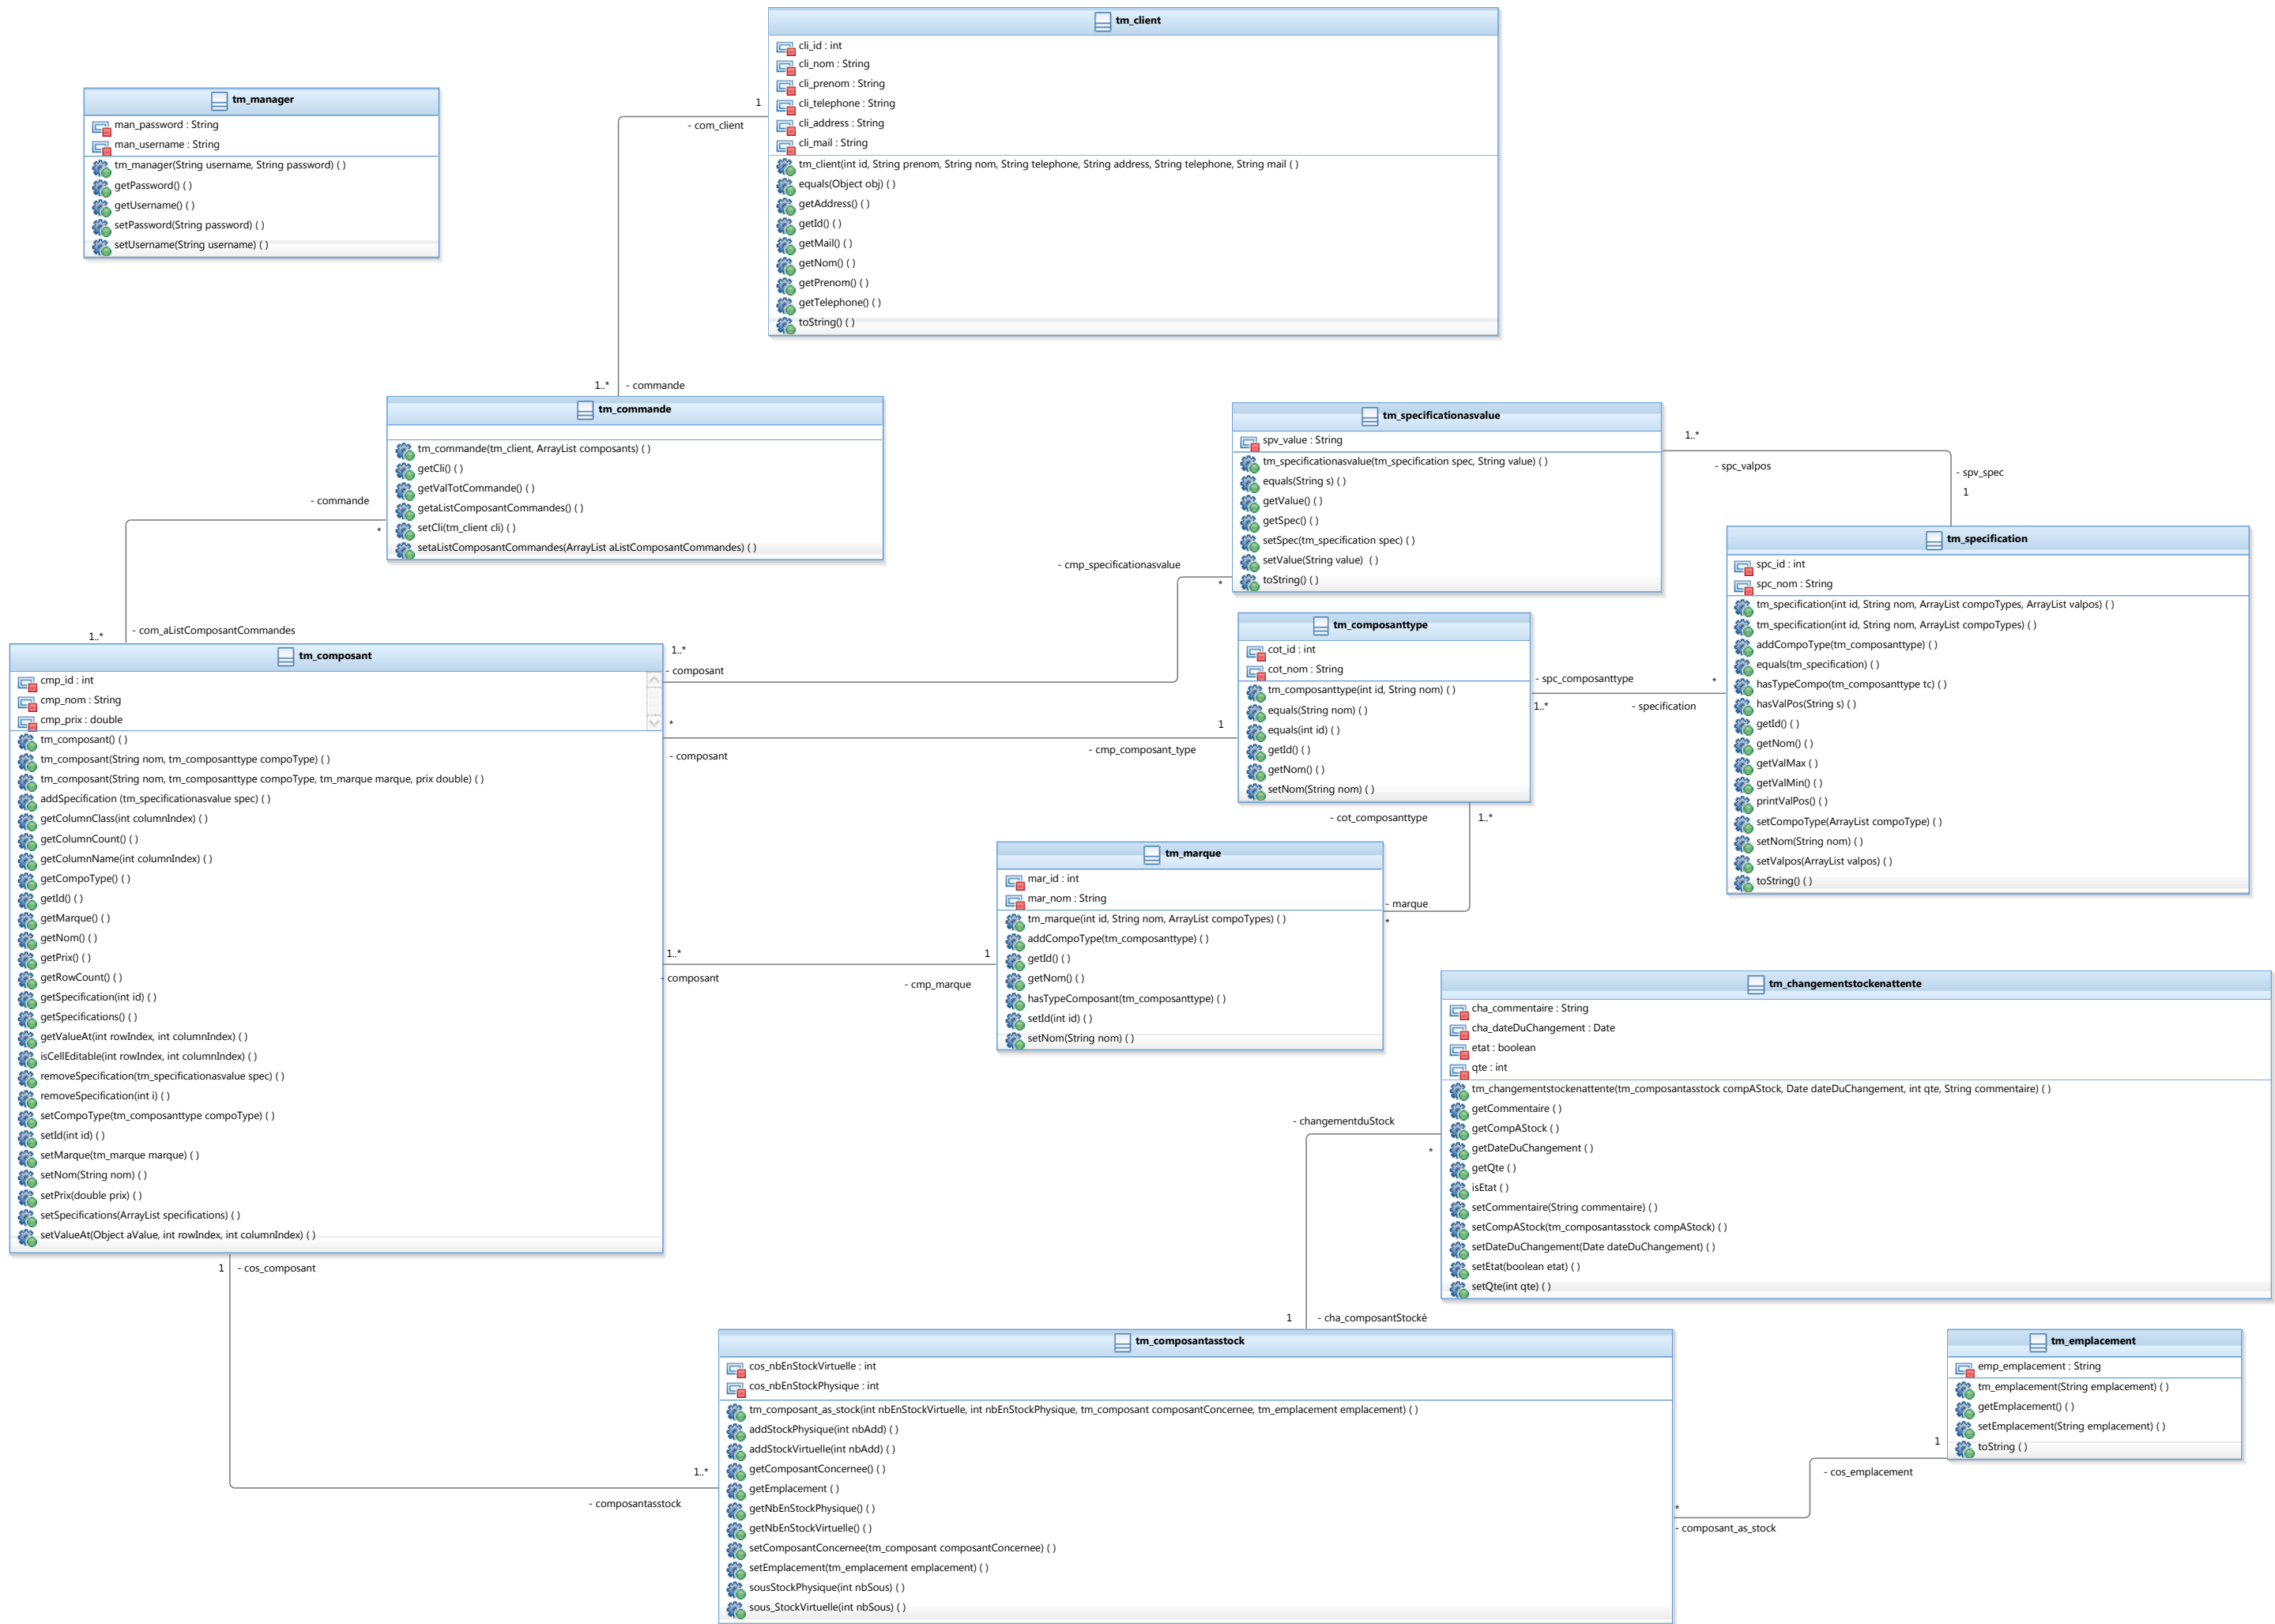 tm_client
cli_id : int
cli_nom : String
cli_prenom : String
cli_telephone : String
cli_address : String
cli_mail : String
tm_client(int id, String prenom, String nom, String telephone, String address, String telephone, String mail ( )
equals(Object obj) ( )
getAddress() ( )
getId() ( )
getMail() ( )
getNom() ( )
getPrenom() ( )
getTelephone() ( )
toString() ( )
tm_manager
man_password : String
man_username : String
tm_manager(String username, String password) ( )
getPassword() ( )
getUsername() ( )
setPassword(String password) ( )
setUsername(String username) ( )
1
- com_client
1..*
- commande
tm_commande
tm_commande(tm_client, ArrayList composants) ( )
getCli() ( )
getValTotCommande() ( )
getaListComposantCommandes() ( )
setCli(tm_client cli) ( )
setaListComposantCommandes(ArrayList aListComposantCommandes) ( )
- commande
*
1..*
- com_aListComposantCommandes
tm_specificationasvalue
spv_value : String
tm_specificationasvalue(tm_specification spec, String value) ( )
equals(String s) ( )
getValue() ( )
getSpec() ( )
setSpec(tm_specification spec) ( )
setValue(String value)  ( )
toString() ( )
1..*
- spc_valpos
- spv_spec
1
- cmp_specificationasvalue
*
tm_specification
spc_id : int
spc_nom : String
tm_specification(int id, String nom, ArrayList compoTypes, ArrayList valpos) ( )
tm_specification(int id, String nom, ArrayList compoTypes) ( )
addCompoType(tm_composanttype) ( )
equals(tm_specification) ( )
hasTypeCompo(tm_composanttype tc) ( )
hasValPos(String s) ( )
getId() ( )
getNom() ( )
getValMax ( )
getValMin() ( )
printValPos() ( )
setCompoType(ArrayList compoType) ( )
setNom(String nom) ( )
setValpos(ArrayList valpos) ( )
toString() ( )
tm_composanttype
cot_id : int
cot_nom : String
tm_composanttype(int id, String nom) ( )
equals(String nom) ( )
equals(int id) ( )
getId() ( )
getNom() ( )
setNom(String nom) ( )
- spc_composanttype
*
1..*
- specification
1..*
- composant
*
- composant
1
- cmp_composant_type
- cot_composanttype
1..*
tm_composant
cmp_id : int
cmp_nom : String
cmp_prix : double
tm_composant() ( )
tm_composant(String nom, tm_composanttype compoType) ( )
tm_composant(String nom, tm_composanttype compoType, tm_marque marque, prix double) ( )
addSpecification (tm_specificationasvalue spec) ( )
getColumnClass(int columnIndex) ( )
getColumnCount() ( )
getColumnName(int columnIndex) ( )
getCompoType() ( )
getId() ( )
getMarque() ( )
getNom() ( )
getPrix() ( )
getRowCount() ( )
getSpecification(int id) ( )
getSpecifications() ( )
getValueAt(int rowIndex, int columnIndex) ( )
isCellEditable(int rowIndex, int columnIndex) ( )
removeSpecification(tm_specificationasvalue spec) ( )
removeSpecification(int i) ( )
setCompoType(tm_composanttype compoType) ( )
setId(int id) ( )
setMarque(tm_marque marque) ( )
setNom(String nom) ( )
setPrix(double prix) ( )
setSpecifications(ArrayList specifications) ( )
setValueAt(Object aValue, int rowIndex, int columnIndex) ( )
tm_marque
mar_id : int
mar_nom : String
tm_marque(int id, String nom, ArrayList compoTypes) ( )
addCompoType(tm_composanttype) ( )
getId() ( )
getNom() ( )
hasTypeComposant(tm_composanttype) ( )
setId(int id) ( )
setNom(String nom) ( )
- marque
*
1..*
- composant
1
- cmp_marque
tm_changementstockenattente
cha_commentaire : String
cha_dateDuChangement : Date
etat : boolean
qte : int
tm_changementstockenattente(tm_composantasstock compAStock, Date dateDuChangement, int qte, String commentaire) ( )
getCommentaire ( )
getCompAStock ( )
getDateDuChangement ( )
getQte ( )
isEtat ( )
setCommentaire(String commentaire) ( )
setCompAStock(tm_composantasstock compAStock) ( )
setDateDuChangement(Date dateDuChangement) ( )
setEtat(boolean etat) ( )
setQte(int qte) ( )
- changementduStock
*
1
- cha_composantStocké
1
- cos_composant
1..*
- composantasstock
tm_composantasstock
cos_nbEnStockVirtuelle : int
cos_nbEnStockPhysique : int
tm_composant_as_stock(int nbEnStockVirtuelle, int nbEnStockPhysique, tm_composant composantConcernee, tm_emplacement emplacement) ( )
addStockPhysique(int nbAdd) ( )
addStockVirtuelle(int nbAdd) ( )
getComposantConcernee() ( )
getEmplacement ( )
getNbEnStockPhysique() ( )
getNbEnStockVirtuelle() ( )
setComposantConcernee(tm_composant composantConcernee) ( )
setEmplacement(tm_emplacement emplacement) ( )
sousStockPhysique(int nbSous) ( )
sous_StockVirtuelle(int nbSous) ( )
tm_emplacement
emp_emplacement : String
tm_emplacement(String emplacement) ( )
getEmplacement() ( )
setEmplacement(String emplacement) ( )
toString ( )
1
- cos_emplacement
*
- composant_as_stock